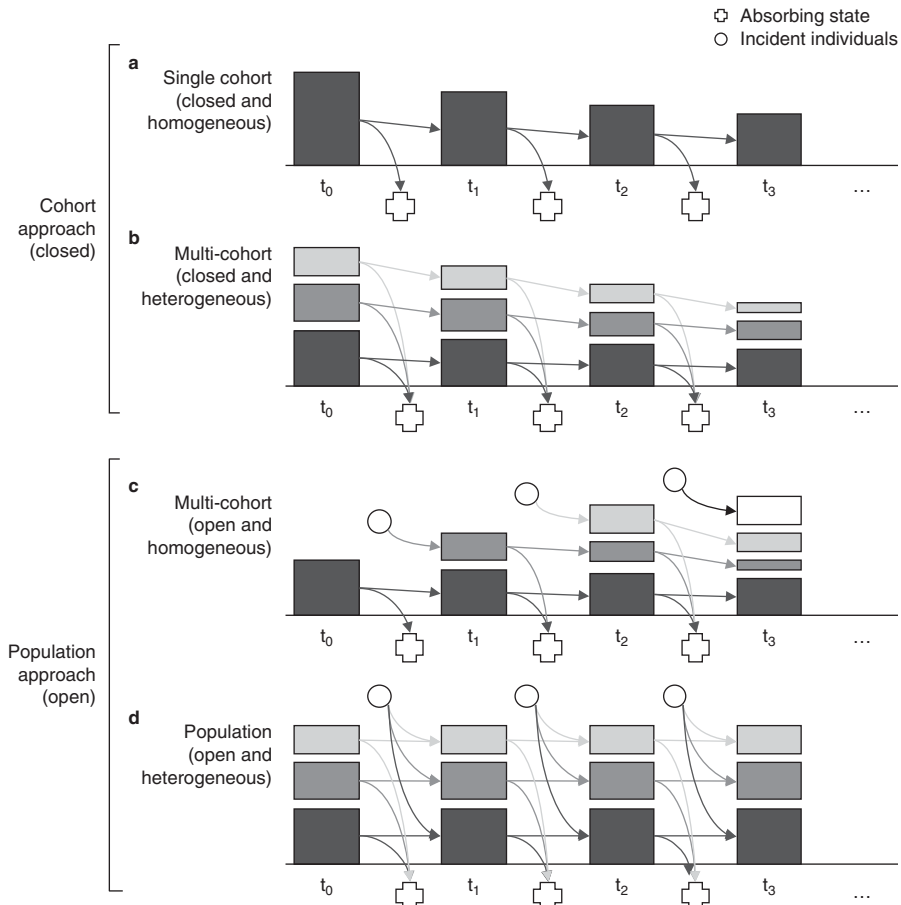 Absorbing state
Incident individuals
a
Single cohort
(closed and
homogeneous)
t0 t1 t2 t3 …
Cohort
approach
(closed)
b
Multi-cohort
(closed and
heterogeneous)
t0 t1 t2 t3 …
c
Multi-cohort
(open and
homogeneous)
t0 t1 t2 t3 …
Population
approach
(open)
d
Population
(open and
heterogeneous)
t0 t1 t2 t3 …